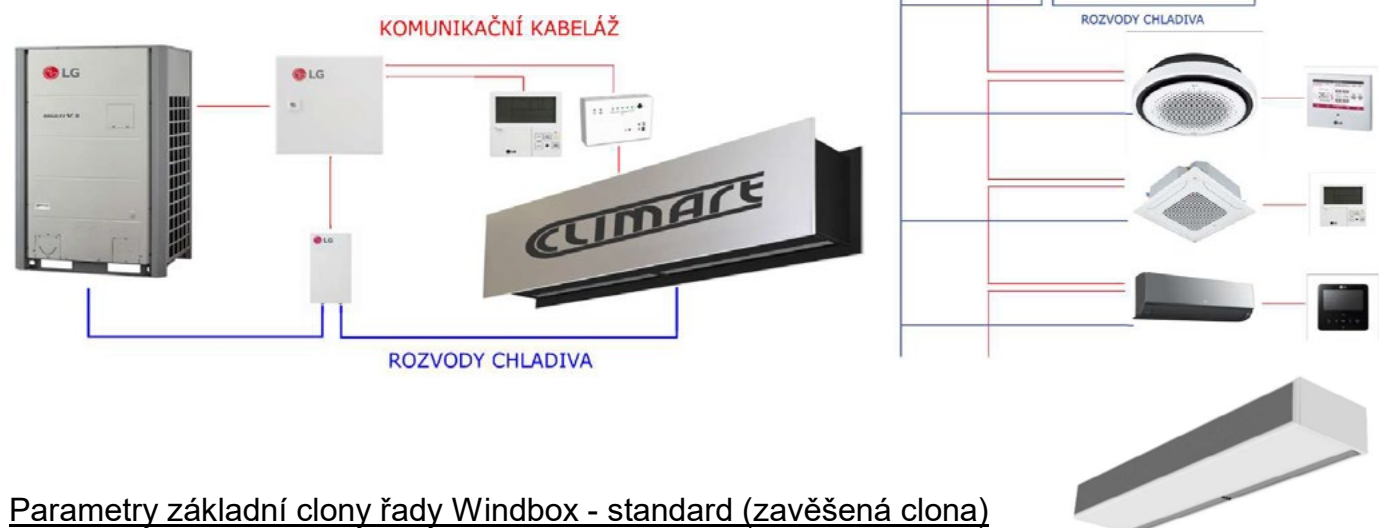 KOMUNIKAČNÍ KABELÁŽ
ROZVODY CHLADIVA
LG
LG
LG
CLIMART
ROZVODY CHLADIVA
Parametry základní clony řady Windbox - standard (zavěšená clona)